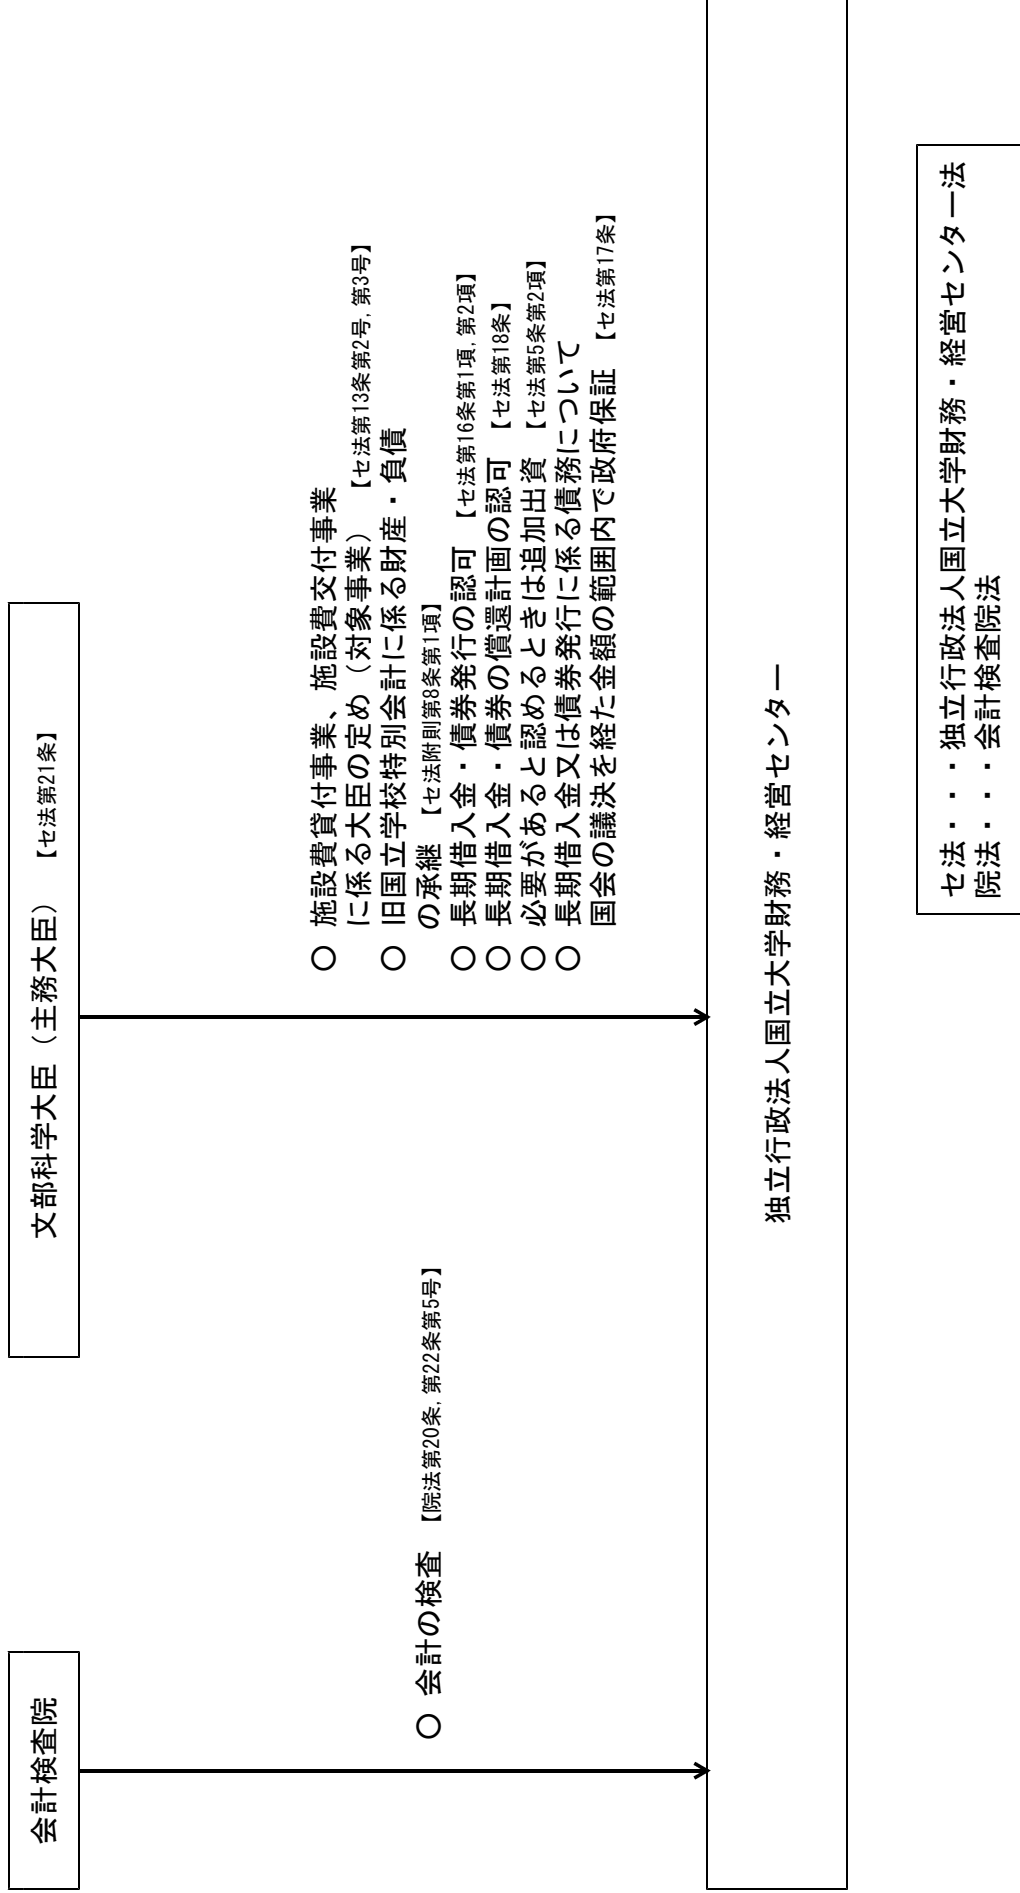 会計検査院
文部科学大臣（主務大臣）　【セ法第21条】
○　会計の検査　【院法第20条，第22条第5号】
○　施設費貸付事業、施設費交付事業
に係る大臣の定め（対象事業）　【セ法第13条第2号，第3号】
○　旧国立学校特別会計に係る財産・負債
の承継　【セ法附則第8条第1項】
○　長期借入金・債券発行の認可　【セ法第16条第1項，第2項】
○　長期借入金・債券の償還計画の認可　【セ法第18条】
○　必要があると認めるときは追加出資　【セ法第5条第2項】
○　長期借入金又は債券発行に係る債務について
国会の議決を経た金額の範囲内で政府保証　【セ法第17条】
独立行政法人国立大学財務・経営センター
セ法・・・独立行政法人国立大学財務・経営センター法
院法・・・会計検査院法